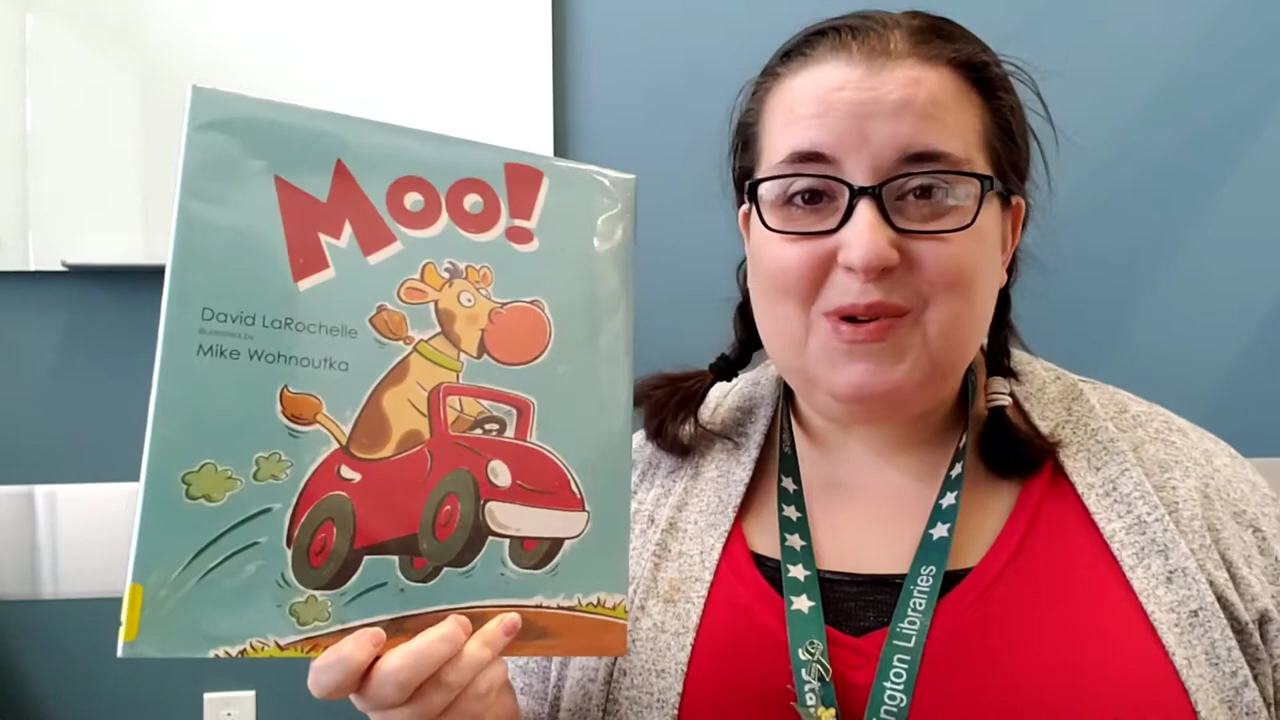 Moo!
David LaRochelle
illustrated by
Mike Wohnoutka
ngton Libraries